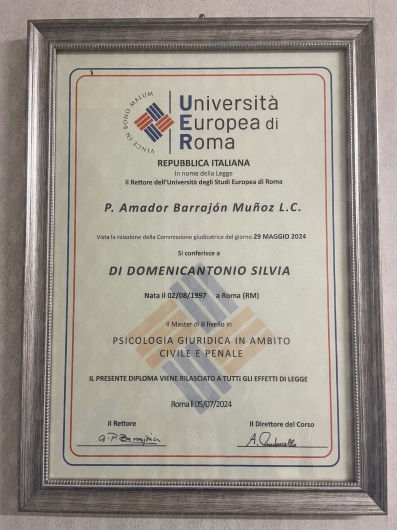 VINCE IN BONO MALUM
Università
Europea di
Roma
REPUBBLICA ITALIANA
In nome della Legge
Il Rettore dell'Università degli Studi Europea di Roma
P. Amador Barrajón Muñoz L.C.
Vista la relazione della Commissione giudicatrice del giorno 29 MAGGIO 2024
Si conferisce a
DI DOMENICANTONIO SILVIA
Nata il 02/08/1997 a Roma (RM)
Il Master di II livello in
PSICOLOGIA GIURIDICA IN AMBITO
CIVILE E PENALE
IL PRESENTE DIPLOMA VIENE RILASCIATO A TUTTI GLI EFFETTI DI LEGGE
Roma lì 05/07/2024
Il Rettore Il Direttore del Corso